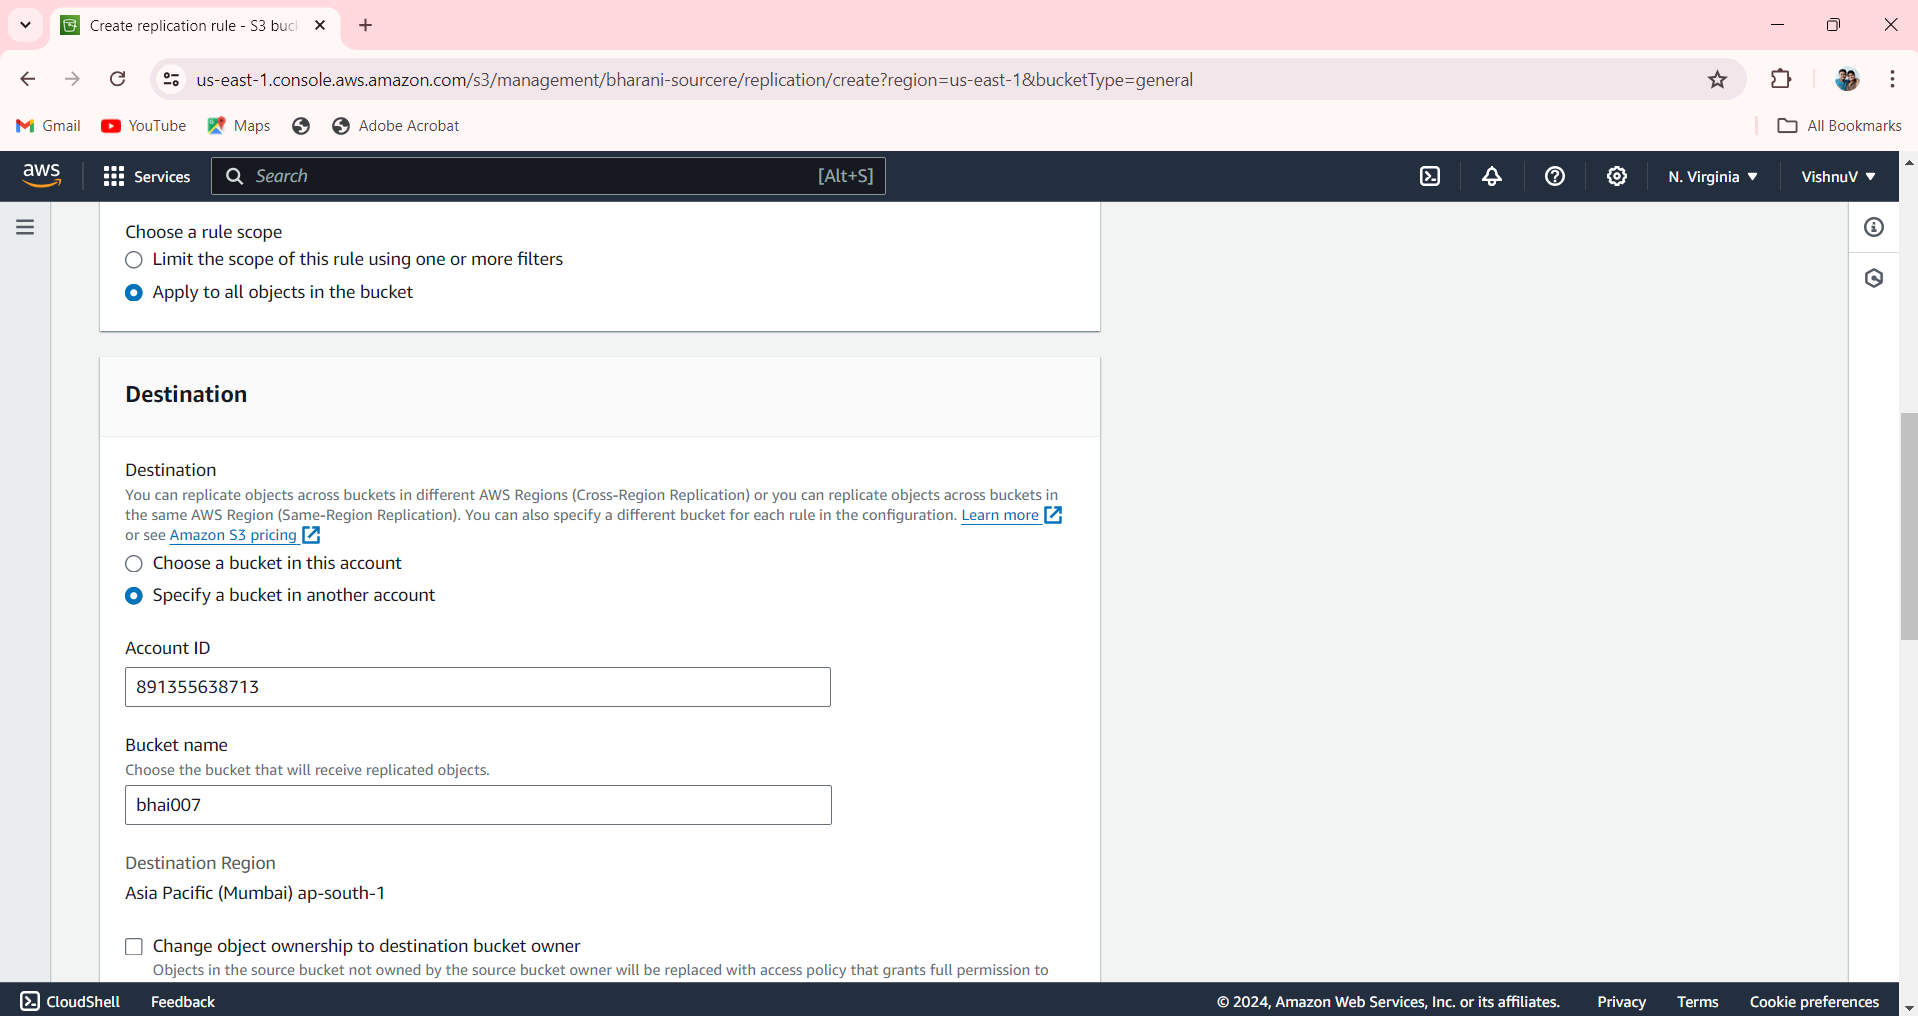 Create replication rule - S3 buc
us-east-1.console.aws.amazon.com/s3/management/bharani-sourcere/replication/create?region=us-east-1&bucketType=general
Gmail YouTube Maps Adobe Acrobat All Bookmarks
aws Services Search [Alt+S] N. Virginia VishnuV
Choose a rule scope
Limit the scope of this rule using one or more filters
Apply to all objects in the bucket
Destination
Destination
You can replicate objects across buckets in different AWS Regions (Cross-Region Replication) or you can replicate objects across buckets in
the same AWS Region (Same-Region Replication). You can also specify a different bucket for each rule in the configuration. Learn more
or see Amazon S3 pricing
Choose a bucket in this account
Specify a bucket in another account
Account ID
891355638713
Bucket name
Choose the bucket that will receive replicated objects.
bhai007
Destination Region
Asia Pacific (Mumbai) ap-south-1
Change object ownership to destination bucket owner
Objects in the source bucket not owned by the source bucket owner will be replaced with access policy that grants full permission to
CloudShell Feedback © 2024, Amazon Web Services, Inc. or its affiliates. Privacy Terms Cookie preferences